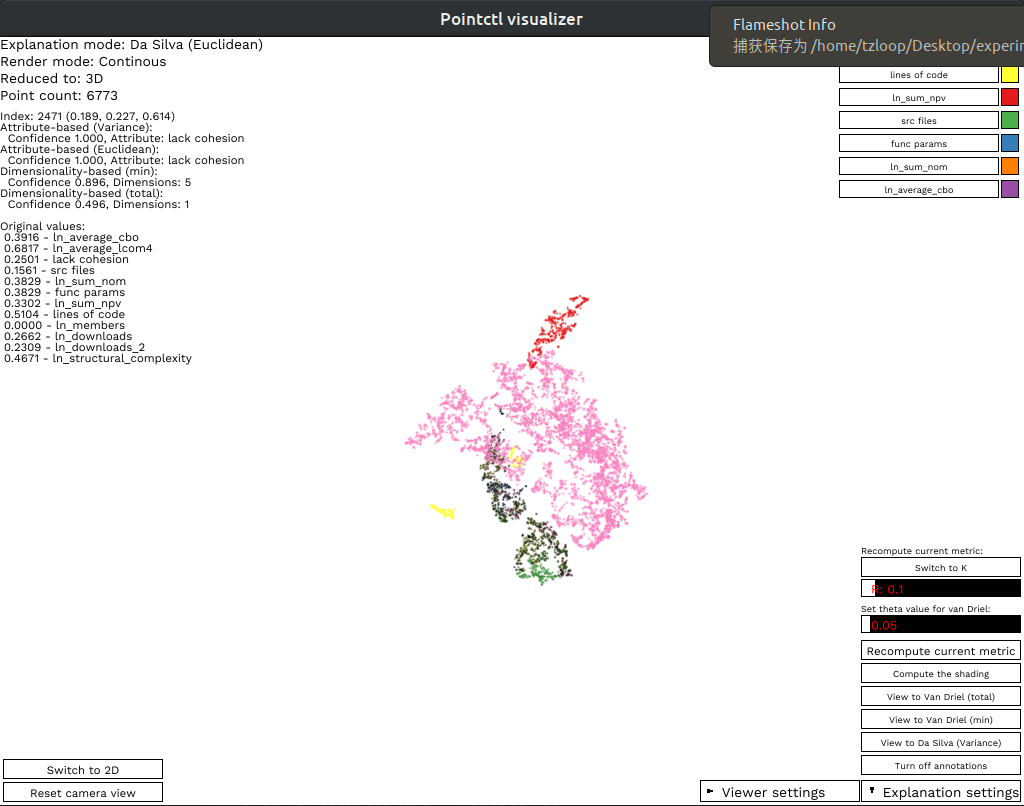 Pointctl visualizer
Flameshot Info
捕获保存为 /home/tzloop/Desktop/experim
Explanation mode: Da Silva (Euclidean)
Render mode: Continous
Reduced to: 3D
Point count: 6773
Index: 2471 (0.189, 0.227, 0.614)
Attribute-based (Variance):
Confidence 1.000, Attribute: lack cohesion
Attribute-based (Euclidean):
Confidence 1.000, Attribute: lack cohesion
Dimensionality-based (min):
Confidence 0.896, Dimensions: 5
Dimensionality-based (total):
Confidence 0.496, Dimensions: 1
Original values:
0.3916 - ln_average_cbo
0.6817 - ln_average_lcom4
0.2501 - lack cohesion
0.1561 - src files
0.3829 - ln_sum_nom
0.3829 - func params
0.3302 - ln_sum_npv
0.5104 - lines of code
0.0000 - ln_members
0.2662 - ln_downloads
0.2309 - ln_downloads_2
0.4671 - ln_structural_complexity
lines of code
ln_sum_npv
src files
func params
ln_sum_nom
ln_average_cbo
Recompute current metric:
Switch to K
R: 0.1
Set theta value for van Driel:
0.05
Recompute current metric
Compute the shading
View to Van Driel (total)
View to Van Driel (min)
View to Da Silva (Variance)
Turn off annotations
Switch to 2D
Reset camera view
Viewer settings
Explanation settings